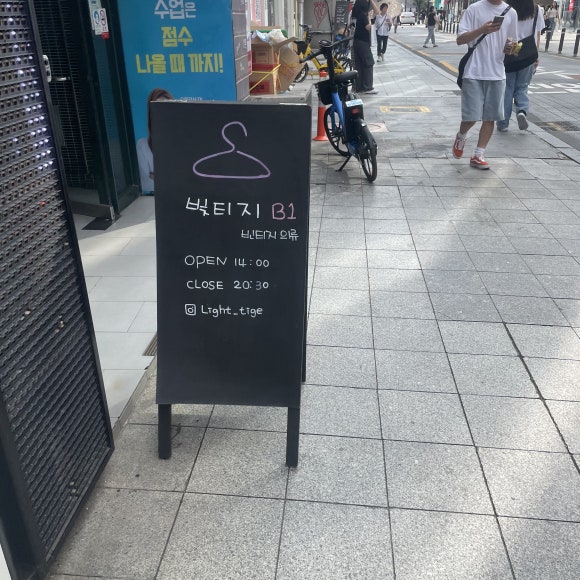 수업은
점수
나올 때 까지!
빛티지 B1
빈티지 의류
OPEN 14:00
CLOSE 20:30
Light_tige